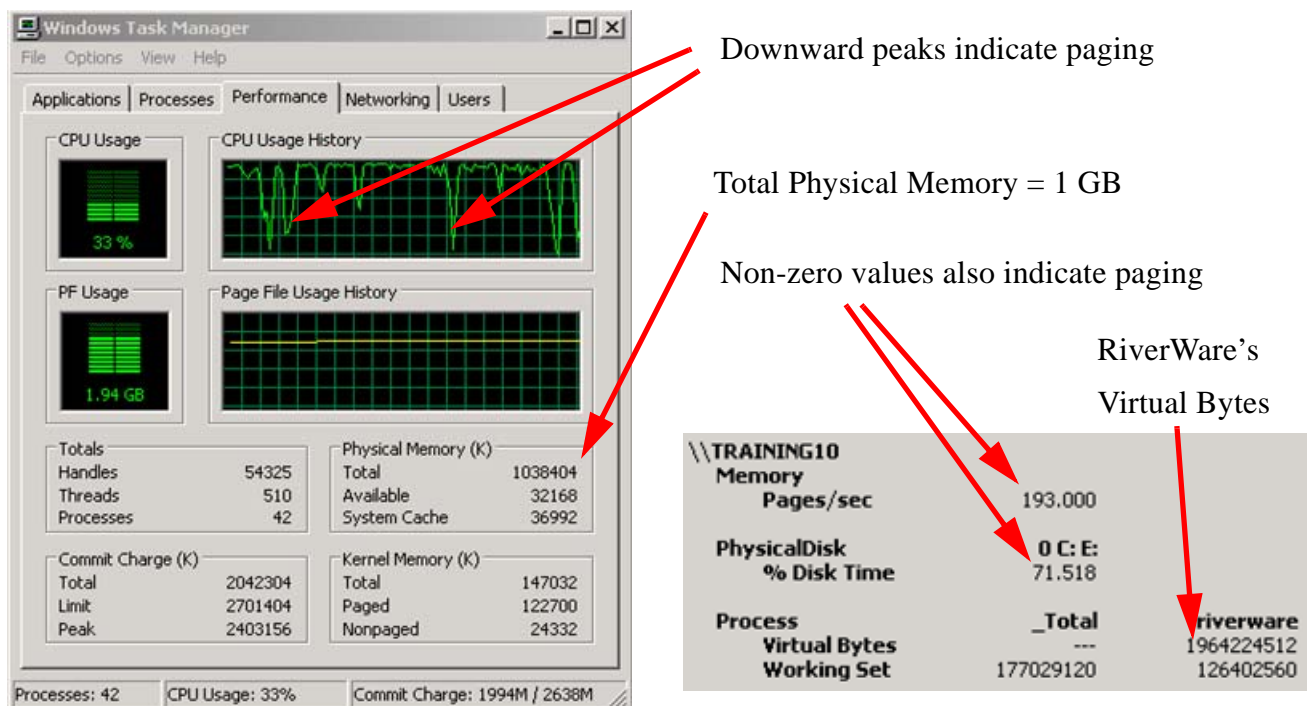 Windows Task Manager
File Options View Help
Applications Processes Performance Networking Users
CPU Usage
33 %
CPU Usage History
PF Usage
1.94 GB
Page File Usage History
Totals
Handles 54325
Threads 510
Processes 42
Physical Memory (K)
Total 1038404
Available 32168
System Cache 36992
Commit Charge (K)
Total 2042304
Limit 2701404
Peak 2403156
Kernel Memory (K)
Total 147032
Paged 122700
Nonpaged 24332
Processes: 42 CPU Usage: 33% Commit Charge: 1994M / 2638M
Downward peaks indicate paging
Total Physical Memory = 1 GB
Non-zero values also indicate paging
RiverWare's
Virtual Bytes
\\TRAINING10
Memory
Pages/sec 193.000
PhysicalDisk 0 C: E:
% Disk Time 71.518
Process _Total riverware
Virtual Bytes --- 1964224512
Working Set 177029120 126402560